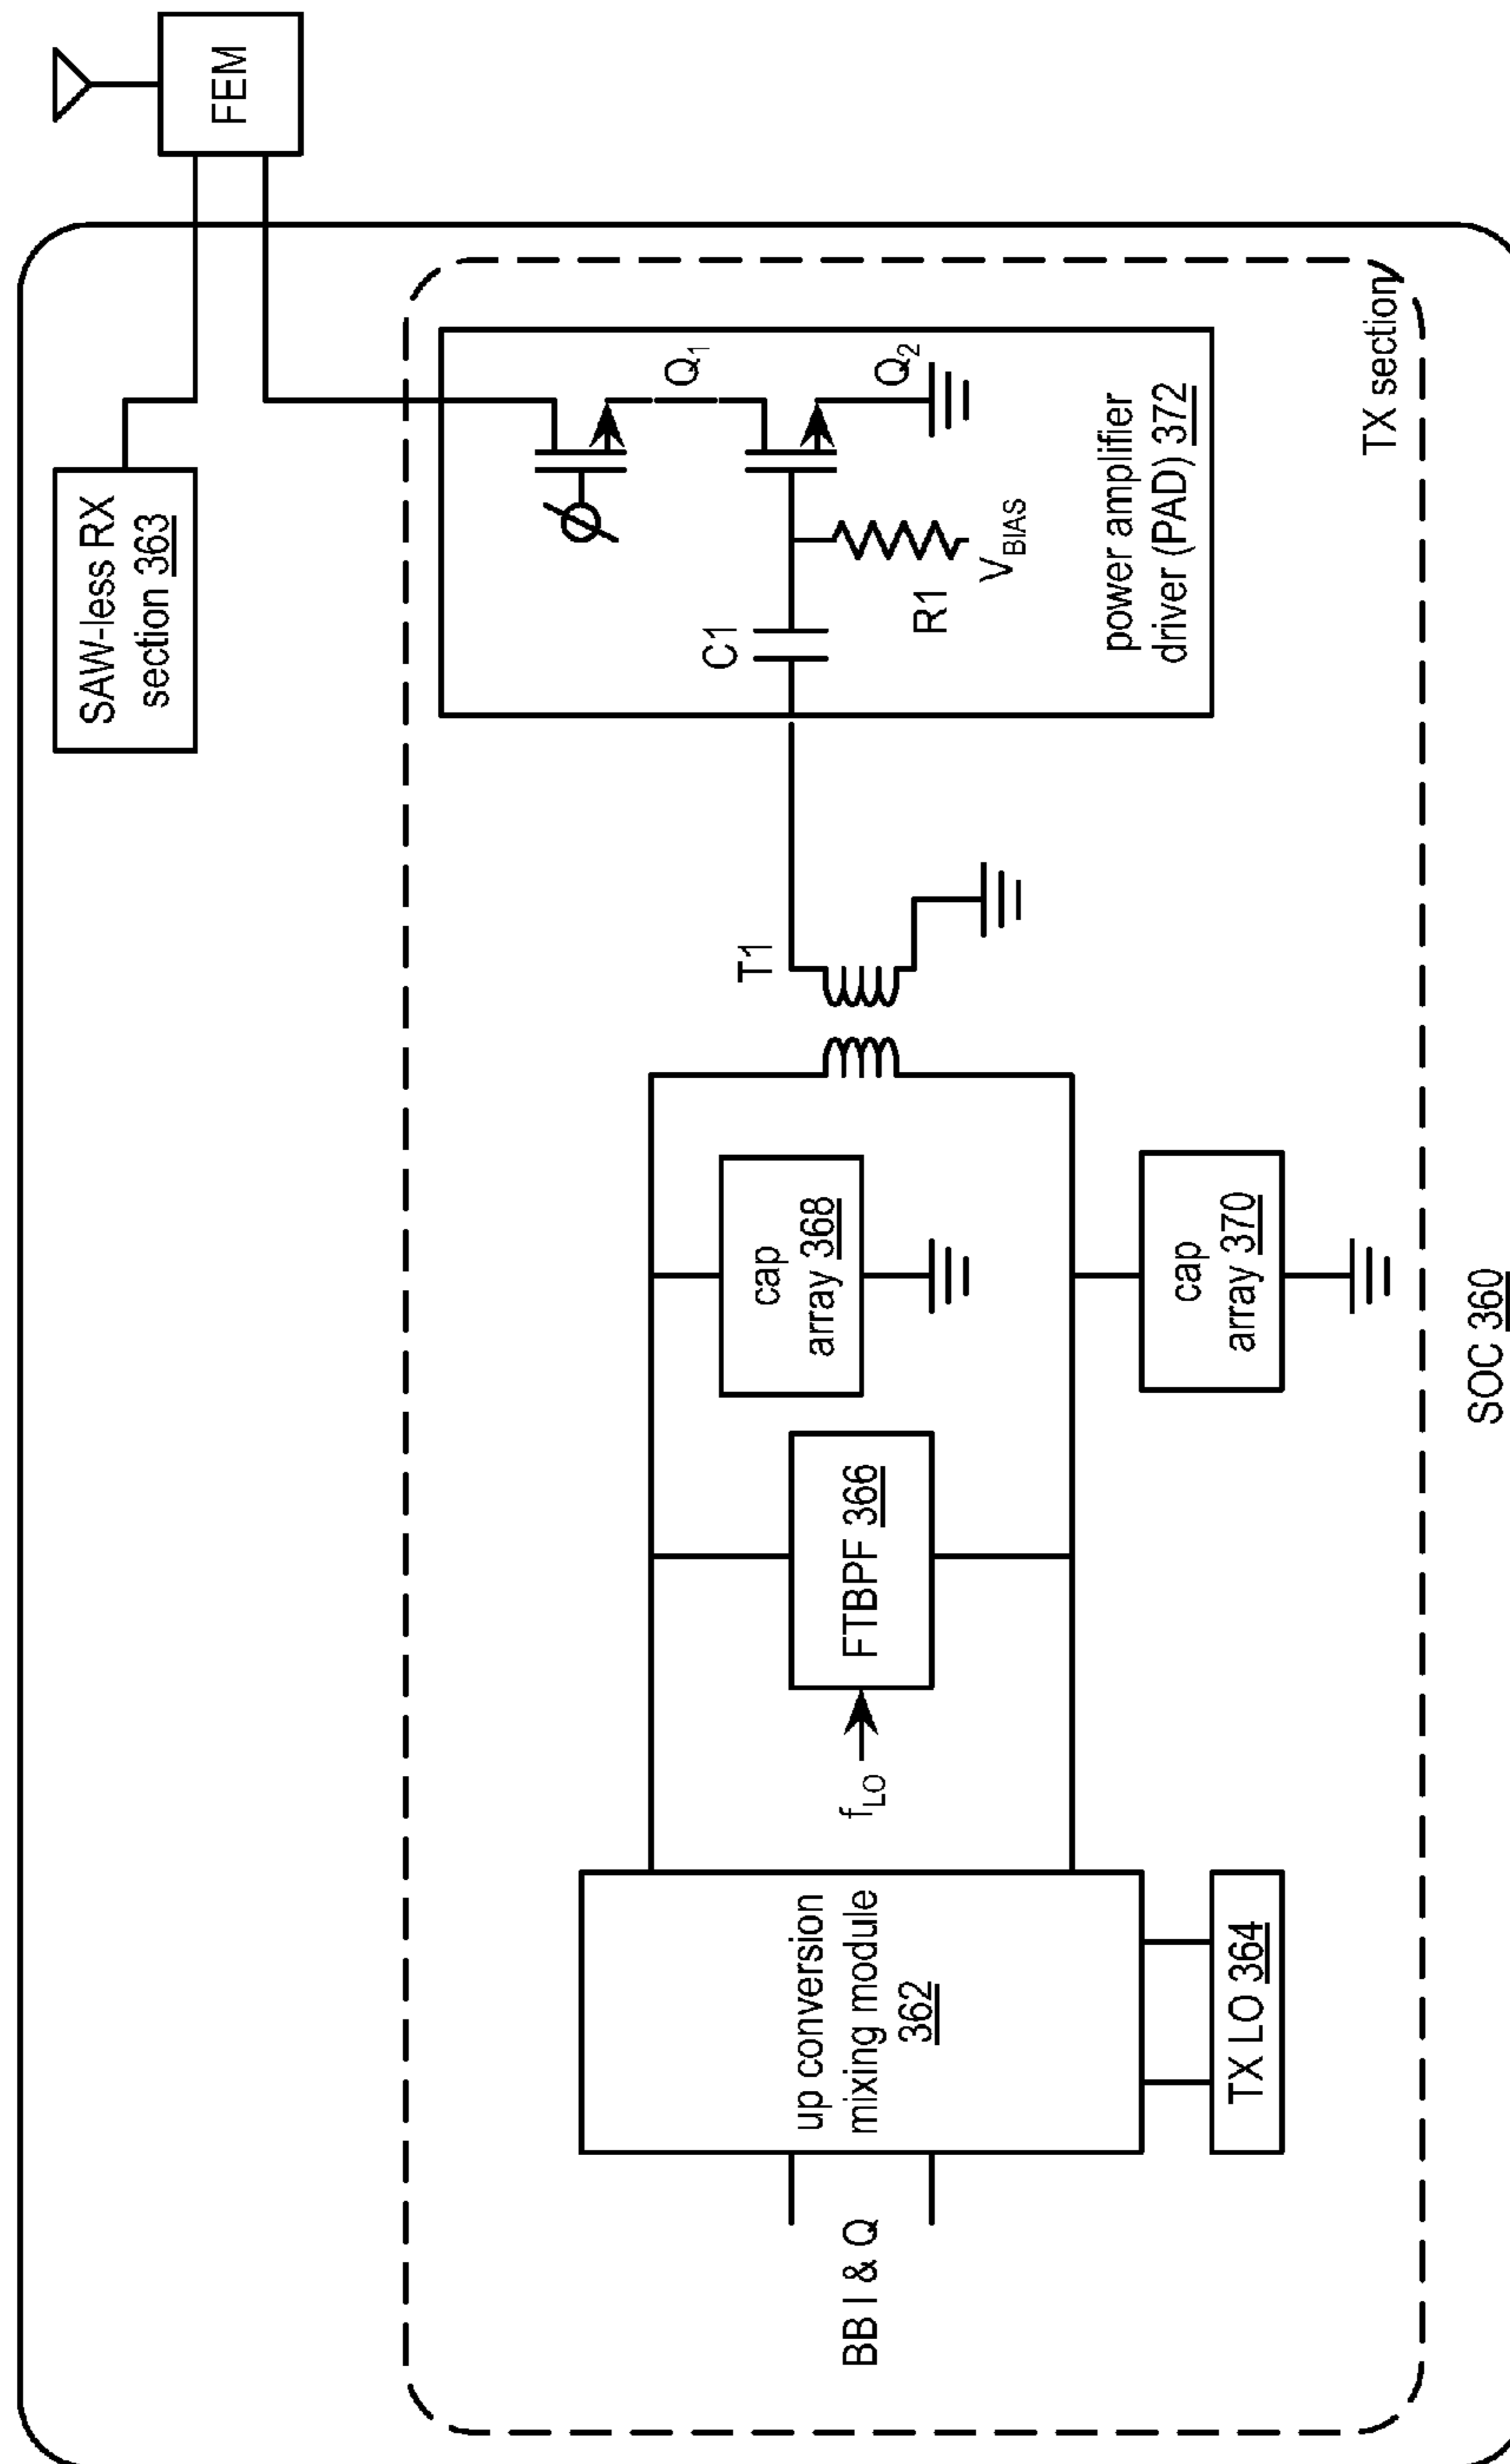 FEM
SAW-less RX
section 363
TX section
Q1
Q2
C1
R1
VBIAS
power amplifier
driver (PAD) 372
T1
cap
array 368
cap
array 370
FTBPF 366
fLO
up conversion
mixing module
362
TX LO 364
BB I & Q
SOC 360